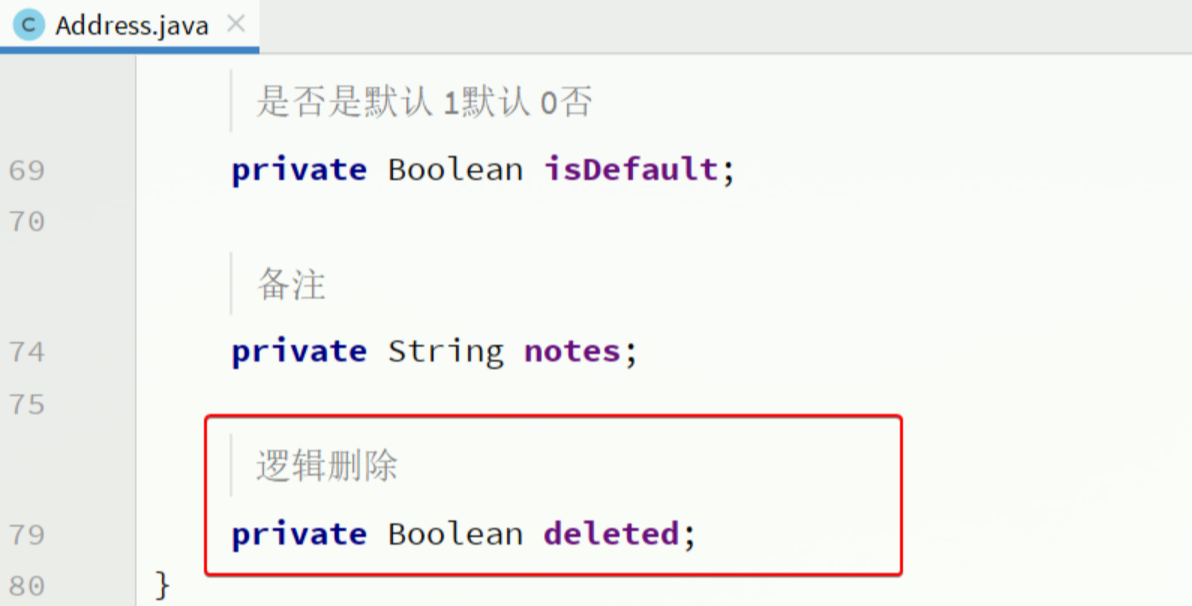 C Address.java ×
是否是默认 1默认 0否
69 private Boolean isDefault;
70
备注
74 private String notes;
75
逻辑删除
79 private Boolean deleted;
80 }